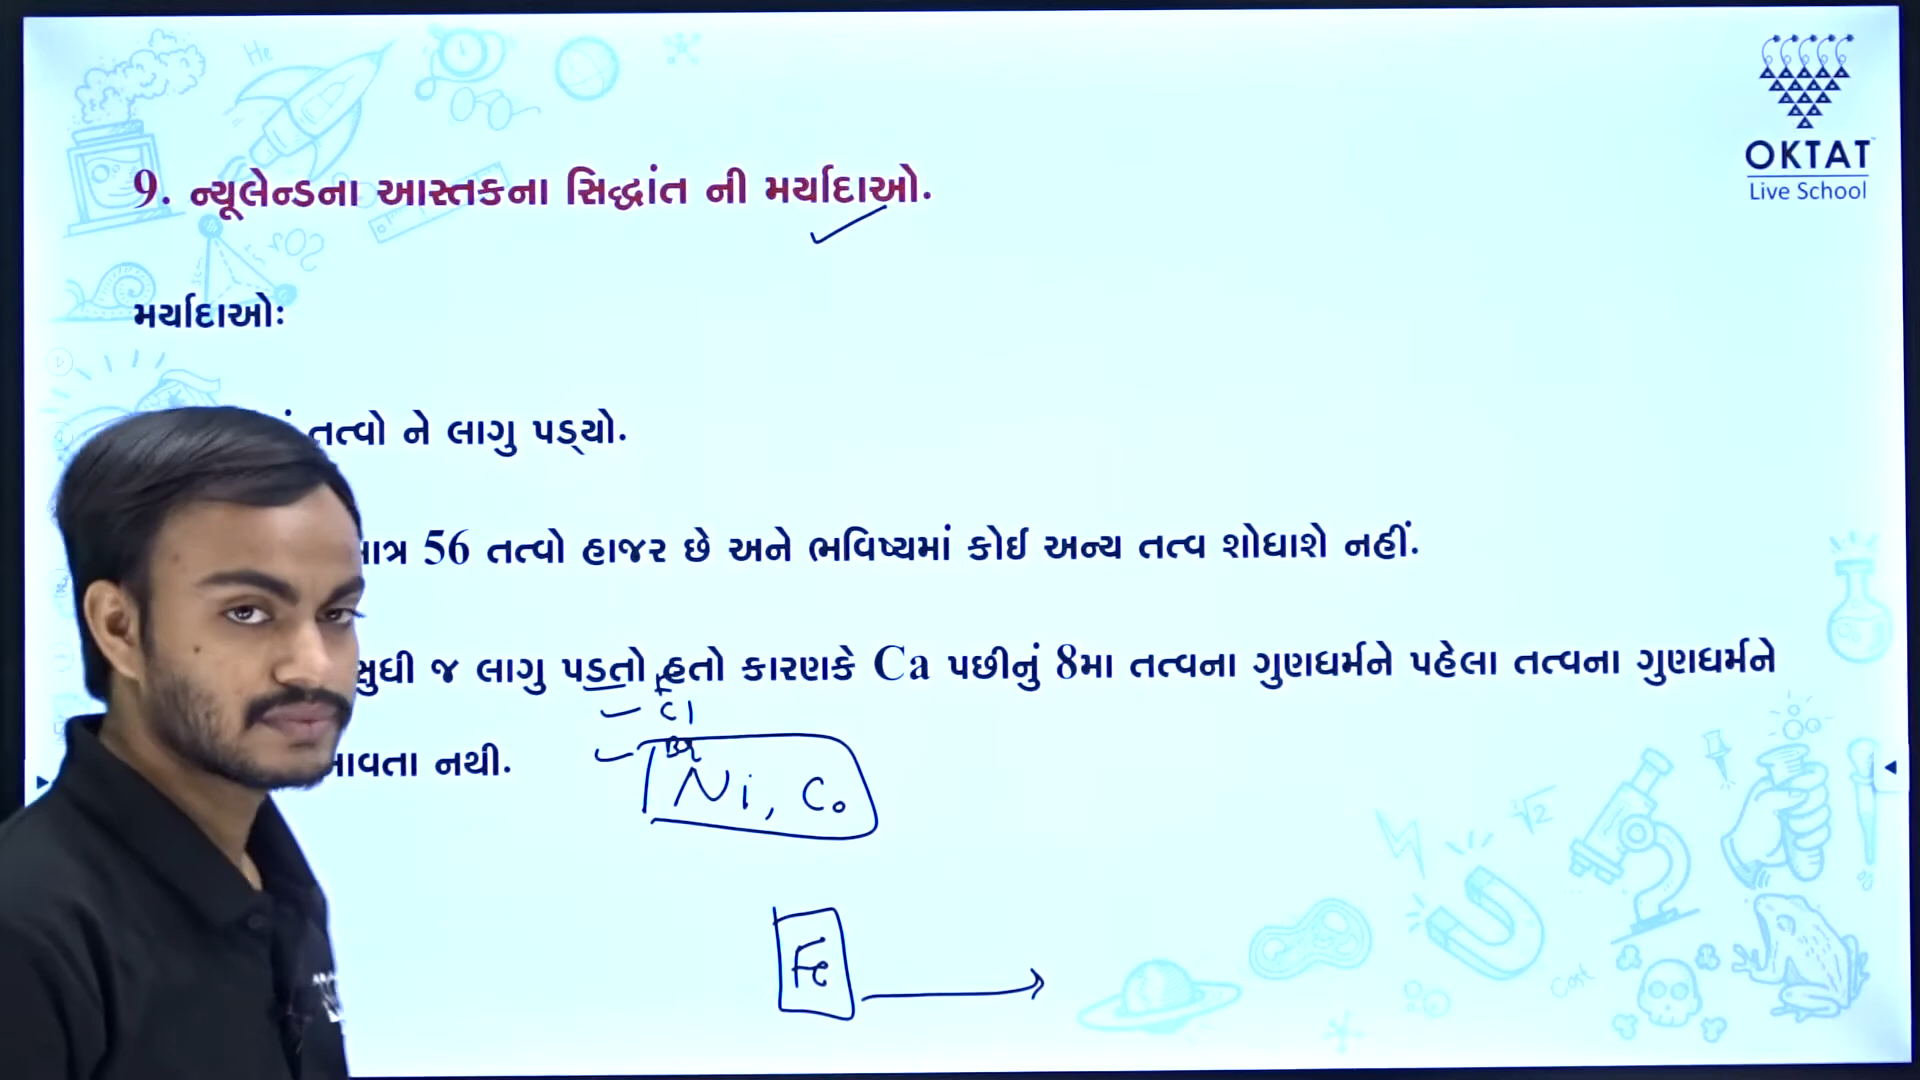 OKTAT
Live School
9. ન્યૂલેન્ડના આસ્તકના સિદ્ધાંત ની મર્યાદાઓ.
મર્યાદાઓઃ
તત્વો ને લાગુ પડ્યો.
56 તત્વો હાજર છે અને ભવિષ્યમાં કોઈ અન્ય તત્વ શોધાશે નહીં.
સુધી જ લાગુ પડતો હતો કારણકે Ca પછીનું 8મા તત્વના ગુણધર્મને પહેલા તત્વના ગુણધર્મને
F
Cl
Br
નથી.
Ni, Co
Fe